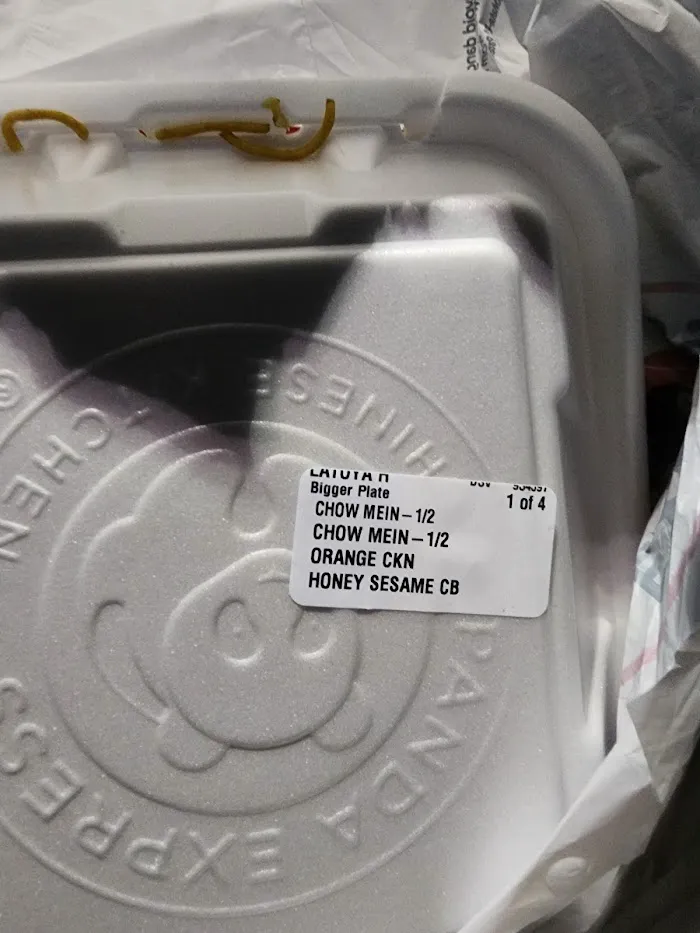 LATOYA H
Bigger Plate
1 of 4
CHOW MEIN – 1/2
CHOW MEIN – 1/2
ORANGE CKN
HONEY SESAME CB
CHINESE KITCHEN
PANDA EXPRESS